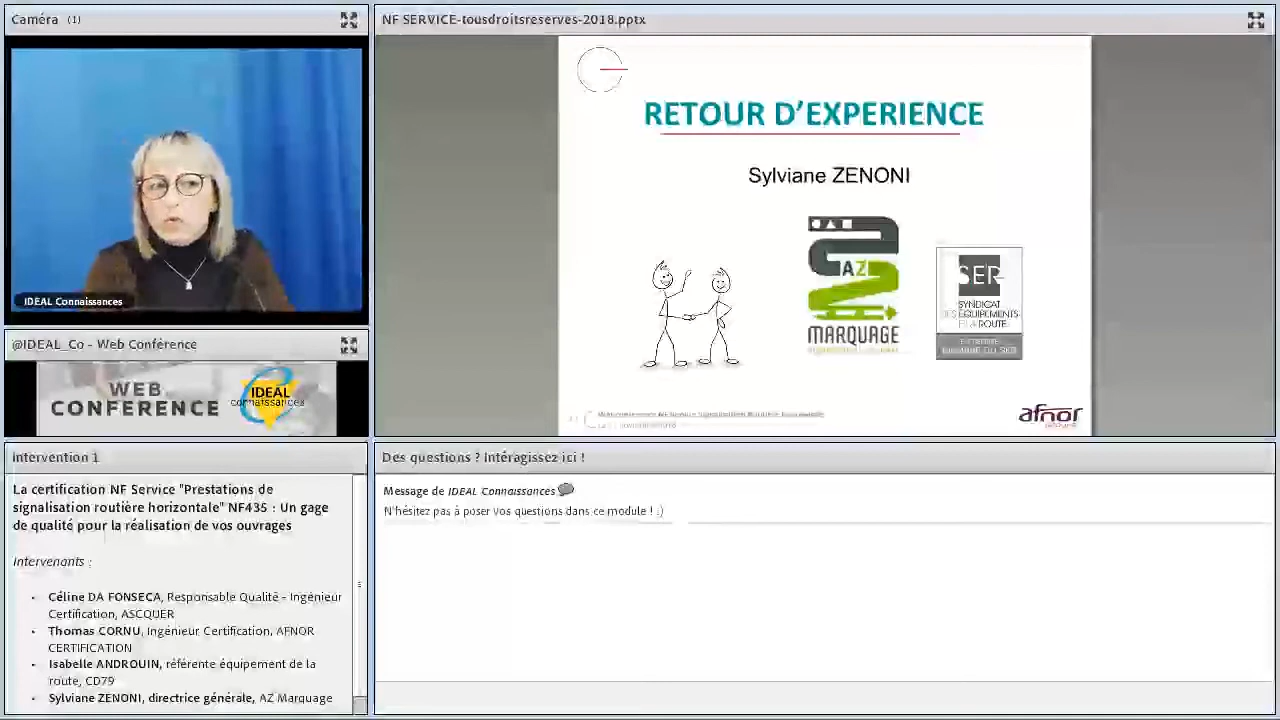 Caméra (1)
IDEAL Connaissances
@IDEAL_Co - Web Conférence
WEB
CONFERENCE
IDEAL
connaissances
Intervention 1
La certification NF Service "Prestations de
signalisation routière horizontale" NF435 : Un gage
de qualité pour la réalisation de vos ouvrages
Intervenants :
• Céline DA FONSECA, Responsable Qualité - Ingénieur
Certification, ASCQUER
• Thomas CORNU, Ingénieur Certification, AFNOR
CERTIFICATION
• Isabelle ANDROUIN, référente équipement de la
route, CD79
• Sylviane ZENONI, directrice générale, AZ Marquage
NF SERVICE-tousdroitsreserves-2018.pptx
RETOUR D'EXPERIENCE
Sylviane ZENONI
AZ
MARQUAGE
SER
SYNDICAT
DES EQUIPEMENTS
DE LA ROUTE
afnor
Des questions ? Intéragissez ici !
Message de IDEAL Connaissances
N'hésitez pas à poser vos questions dans ce module ! :)